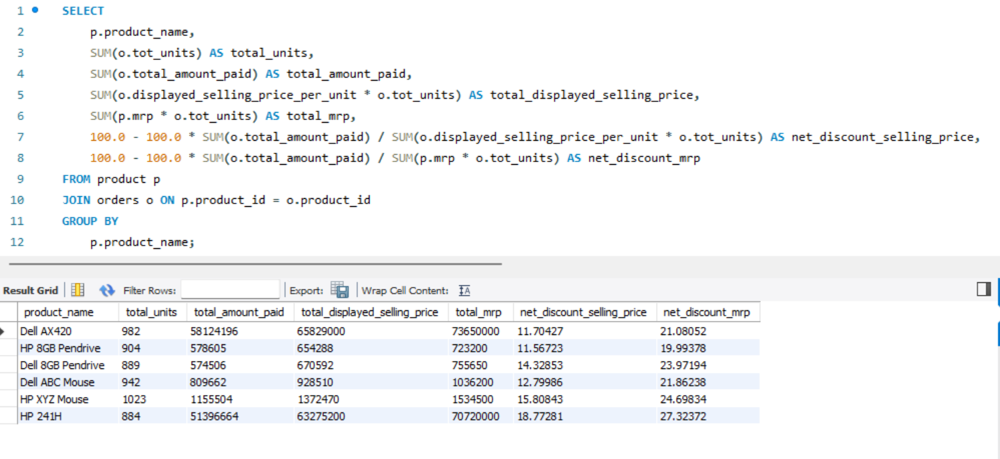 1 SELECT
2 p.product_name,
3 SUM(o.tot_units) AS total_units,
4 SUM(o.total_amount_paid) AS total_amount_paid,
5 SUM(o.displayed_selling_price_per_unit * o.tot_units) AS total_displayed_selling_price,
6 SUM(p.mrp * o.tot_units) AS total_mrp,
7 100.0 - 100.0 * SUM(o.total_amount_paid) / SUM(o.displayed_selling_price_per_unit * o.tot_units) AS net_discount_selling_price,
8 100.0 - 100.0 * SUM(o.total_amount_paid) / SUM(p.mrp * o.tot_units) AS net_discount_mrp
9 FROM product p
10 JOIN orders o ON p.product_id = o.product_id
11 GROUP BY
12 p.product_name;
Result Grid Filter Rows: Export: Wrap Cell Content: IA
product_name total_units total_amount_paid total_displayed_selling_price total_mrp net_discount_selling_price net_discount_mrp
Dell AX420 982 58124196 65829000 73650000 11.70427 21.08052
HP 8GB Pendrive 904 578605 654288 723200 11.56723 19.99378
Dell 8GB Pendrive 889 574506 670592 755650 14.32853 23.97194
Dell ABC Mouse 942 809662 928510 1036200 12.79986 21.86238
HP XYZ Mouse 1023 1155504 1372470 1534500 15.80843 24.69834
HP 241H 884 51396664 63275200 70720000 18.77281 27.32372